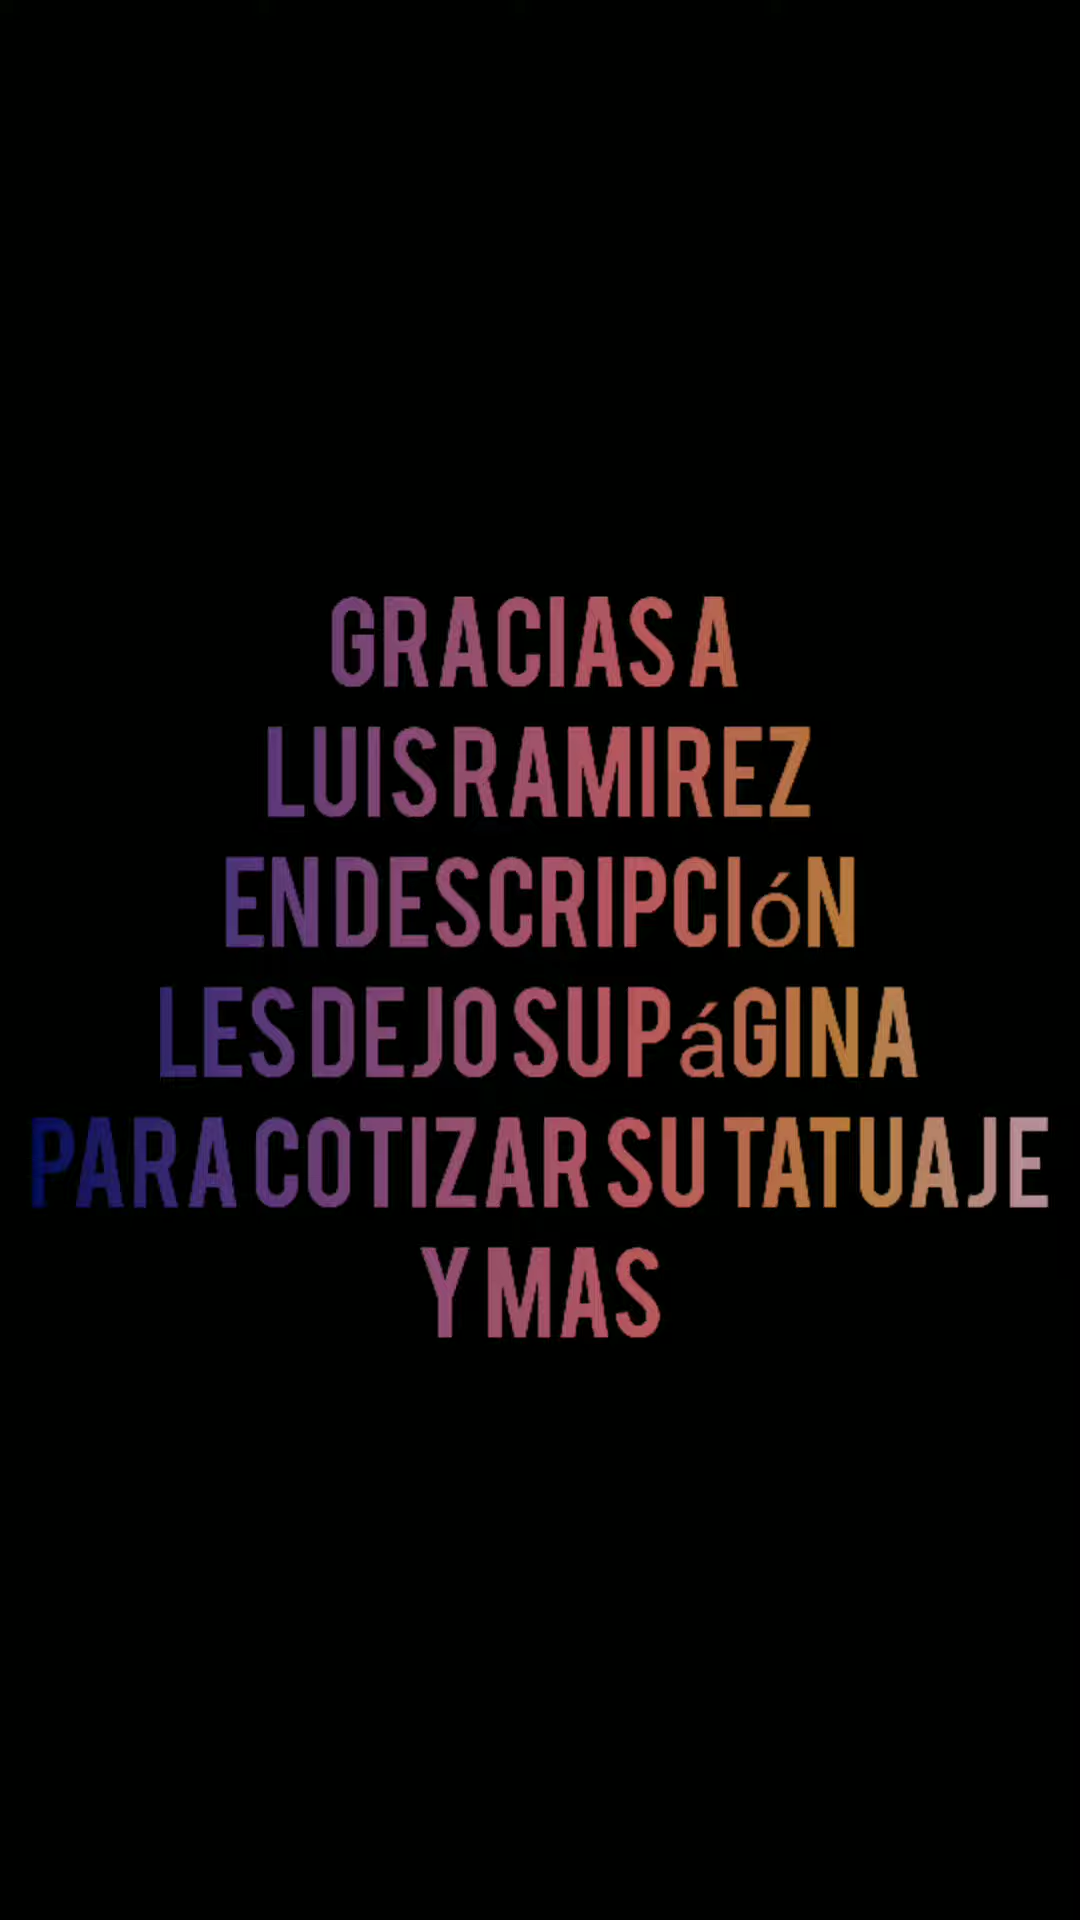 GRACIAS A
LUIS RAMIREZ
EN DESCRIPCIóN
LES DEJO SU PáGINA
PARA COTIZAR SU TATUAJE
Y MAS